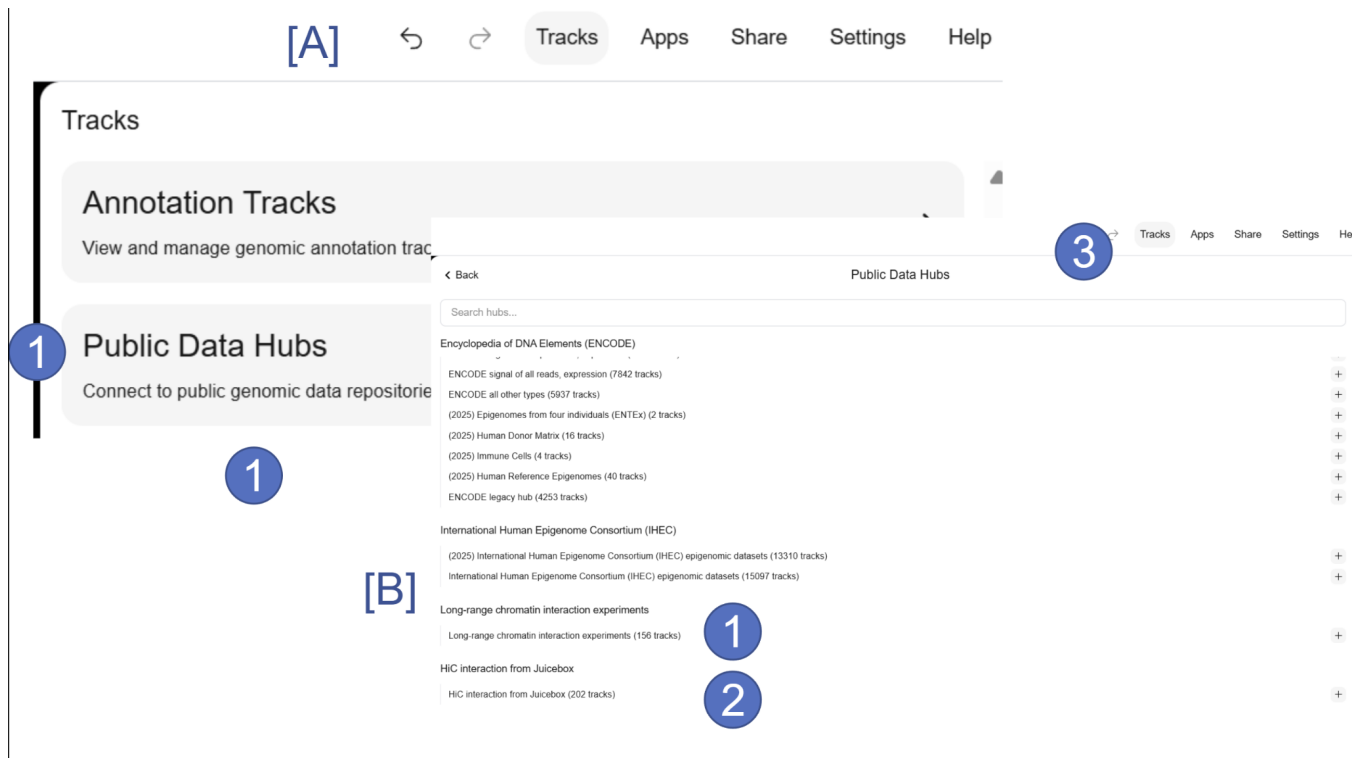 [A]
Tracks Apps Share Settings Help
Tracks
Annotation Tracks
View and manage genomic annotation trac
1
Public Data Hubs
Connect to public genomic data repositorie
1
3
Tracks Apps Share Settings He
Back
Public Data Hubs
Search hubs...
Encyclopedia of DNA Elements (ENCODE)
ENCODE signal of all reads, expression (7842 tracks) +
ENCODE all other types (5937 tracks) +
(2025) Epigenomes from four individuals (ENTEx) (2 tracks) +
(2025) Human Donor Matrix (16 tracks) +
(2025) Immune Cells (4 tracks) +
(2025) Human Reference Epigenomes (40 tracks) +
ENCODE legacy hub (4253 tracks) +
International Human Epigenome Consortium (IHEC)
(2025) International Human Epigenome Consortium (IHEC) epigenomic datasets (13310 tracks) +
International Human Epigenome Consortium (IHEC) epigenomic datasets (15097 tracks) +
[B]
Long-range chromatin interaction experiments
Long-range chromatin interaction experiments (156 tracks) +
1
HiC interaction from Juicebox
HiC interaction from Juicebox (202 tracks) +
2